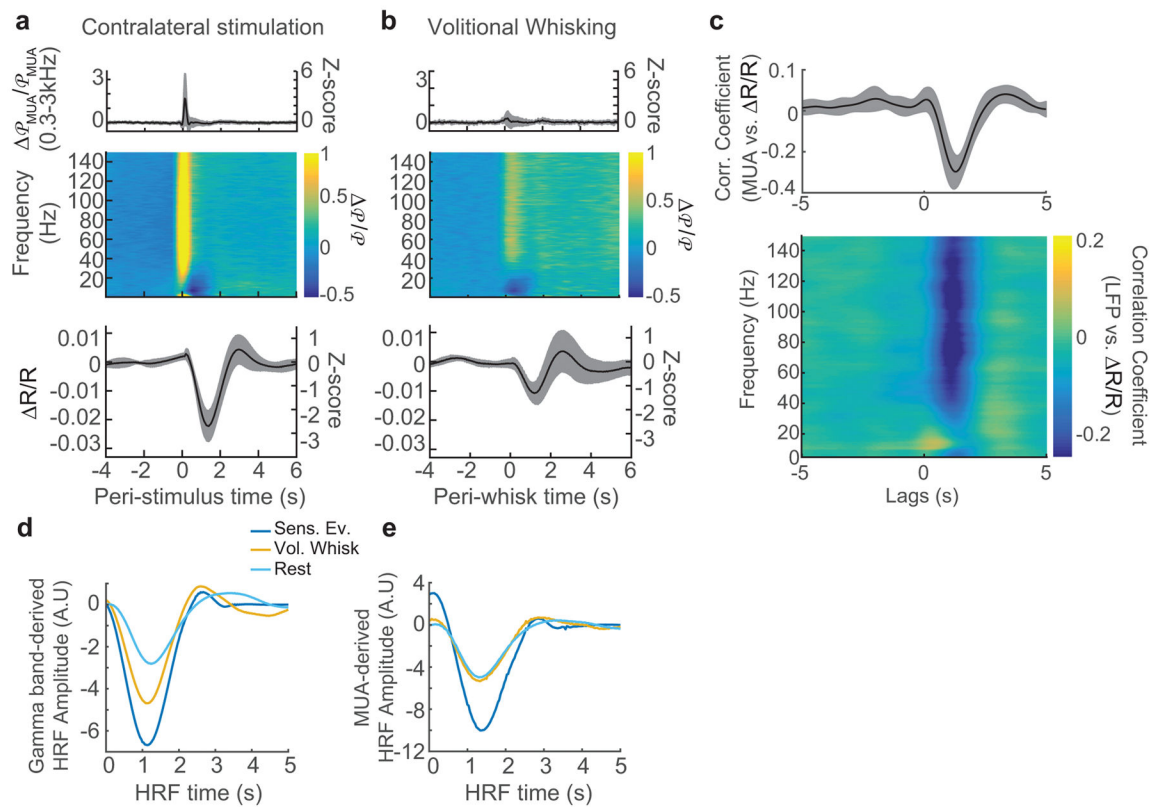 a
Contralateral stimulation
ΔP_MUA/P_MUA
(0.3-3kHz)
3
0
6
0
Z-score
Frequency
(Hz)
140
120
100
80
60
40
20
1
0.5
0
-0.5
ΔP/P
ΔR/R
0.01
0
-0.01
-0.02
-0.03
1
0
-1
-2
-3
Z-score
-4 -2 0 2 4 6
Peri-stimulus time (s)
b
Volitional Whisking
3
0
6
0
Z-score
140
120
100
80
60
40
20
1
0.5
0
-0.5
ΔP/P
0.01
0
-0.01
-0.02
-0.03
1
0
-1
-2
-3
Z-score
-4 -2 0 2 4 6
Peri-whisk time (s)
c
Corr. Coefficient
(MUA vs. ΔR/R)
0.1
0
-0.2
-0.4
-5 0 5
Frequency (Hz)
140
120
100
80
60
40
20
0
-5 0 5
Lags (s)
0.2
0
-0.2
Correlation Coefficient
(LFP vs. ΔR/R)
d
Sens. Ev.
Vol. Whisk
Rest
Gamma band-derived
HRF Amplitude (A.U)
0
-2
-4
-6
0 1 2 3 4 5
HRF time (s)
e
MUA-derived
HRF Amplitude (A.U)
4
0
-4
-8
-12
0 1 2 3 4 5
HRF time (s)